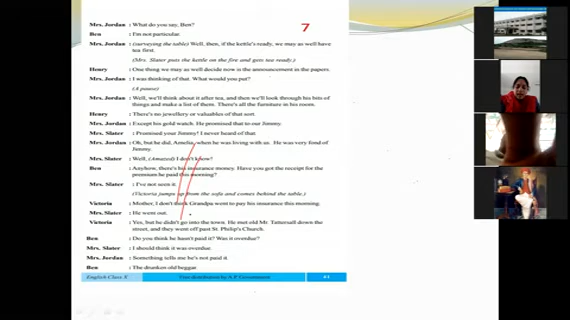 7
Mrs. Jordan : What do you say, Ben?
Ben : I'm not particular.
Mrs. Jordan : (surveying the table) Well, then, if the kettle's ready, we may as well have
tea first.
(Mrs. Slater puts the kettle on the fire and gets tea ready.)
Henry : One thing we may as well decide now is the announcement in the papers.
Mrs. Jordan : I was thinking of that. What would you put?
(A pause)
Mrs. Jordan : Well, we'll think about it after tea, and then we'll look through his bits of
things and make a list of them. There's all the furniture in his room.
Henry : There's no jewellery or valuables of that sort.
Mrs. Jordan : Except his gold watch. He promised that to our Jimmy.
Mrs. Slater : Promised your Jimmy! I never heard of that
Mrs. Jordan : Oh, but he did, Amelia, when he was living with us. He was very fond of
Jimmy.
Mrs. Slater : Well, (Amazed) I don't know?
Ben : Anyhow, there's his insurance money. Have you got the receipt for the
premium he paid this morning?
Mrs. Slater : I've not seen it
(Victoria jumps up from the sofa and comes behind the table.)
Victoria : Mother, I don't think Grandpa went to pay his insurance this morning.
Mrs. Slater : He went out.
Victoria : Yes, but he didn't go into the town. He met old Mr. Tattersall down the
street, and they went off past St. Philip's Church.
Ben : Do you think he hasn't paid it? Was it overdue?
Mrs. Slater : I should think it was overdue.
Mrs. Jordan : Something tells me he's not paid it
Ben : The drunken old beggar.
English Class X Free distribution by A.P. Government 41